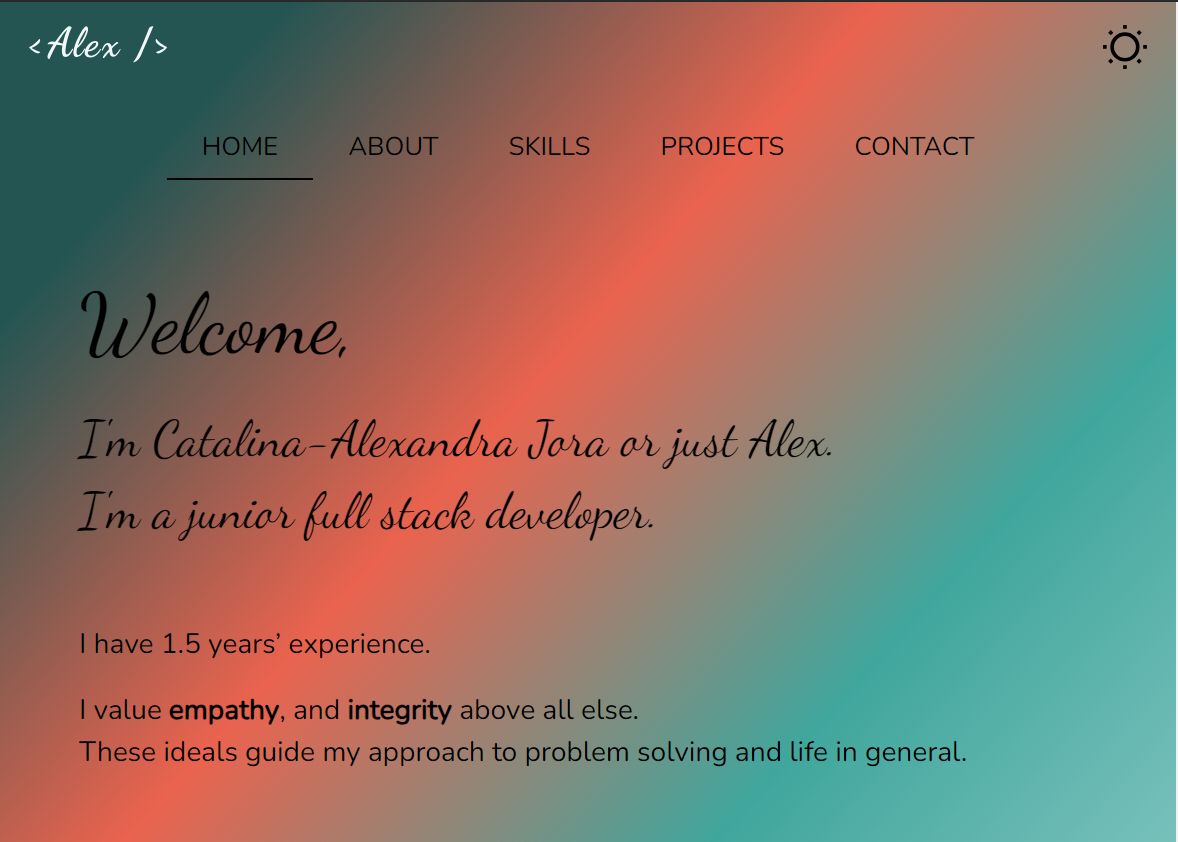 <Alex />
HOME ABOUT SKILLS PROJECTS CONTACT
Welcome,
I'm Catalina-Alexandra Jora or just Alex.
I'm a junior full stack developer.
I have 1.5 years’ experience.
I value empathy, and integrity above all else.
These ideals guide my approach to problem solving and life in general.